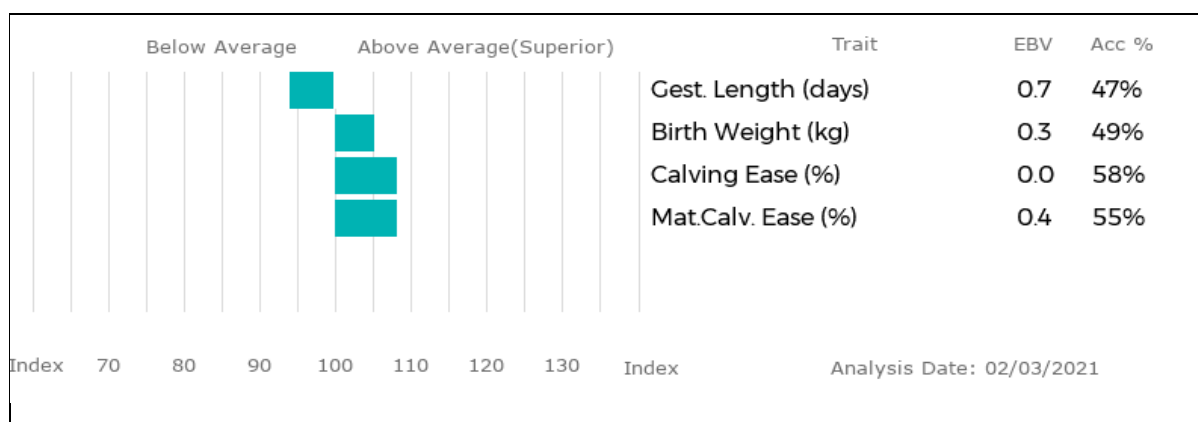 Below Average Above Average(Superior) Trait EBV Acc %
Gest. Length (days) 0.7 47%
Birth Weight (kg) 0.3 49%
Calving Ease (%) 0.0 58%
Mat.Calv. Ease (%) 0.4 55%
Index 70 80 90 100 110 120 130 Index Analysis Date: 02/03/2021